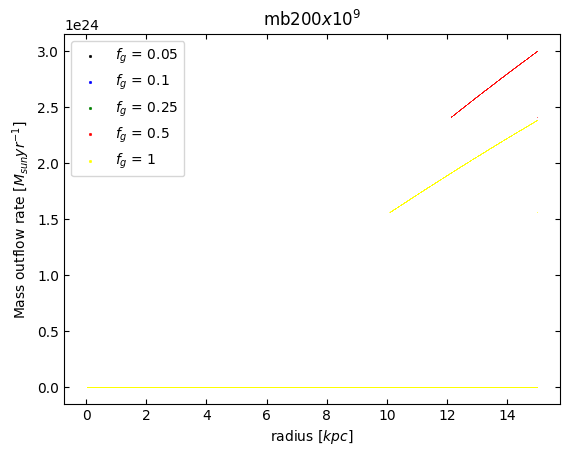 mb200x10⁹
1e24
f_g = 0.05
f_g = 0.1
f_g = 0.25
f_g = 0.5
f_g = 1
Mass outflow rate [M_sun yr⁻¹]
3.0
2.5
2.0
1.5
1.0
0.5
0.0
0 2 4 6 8 10 12 14
radius [kpc]